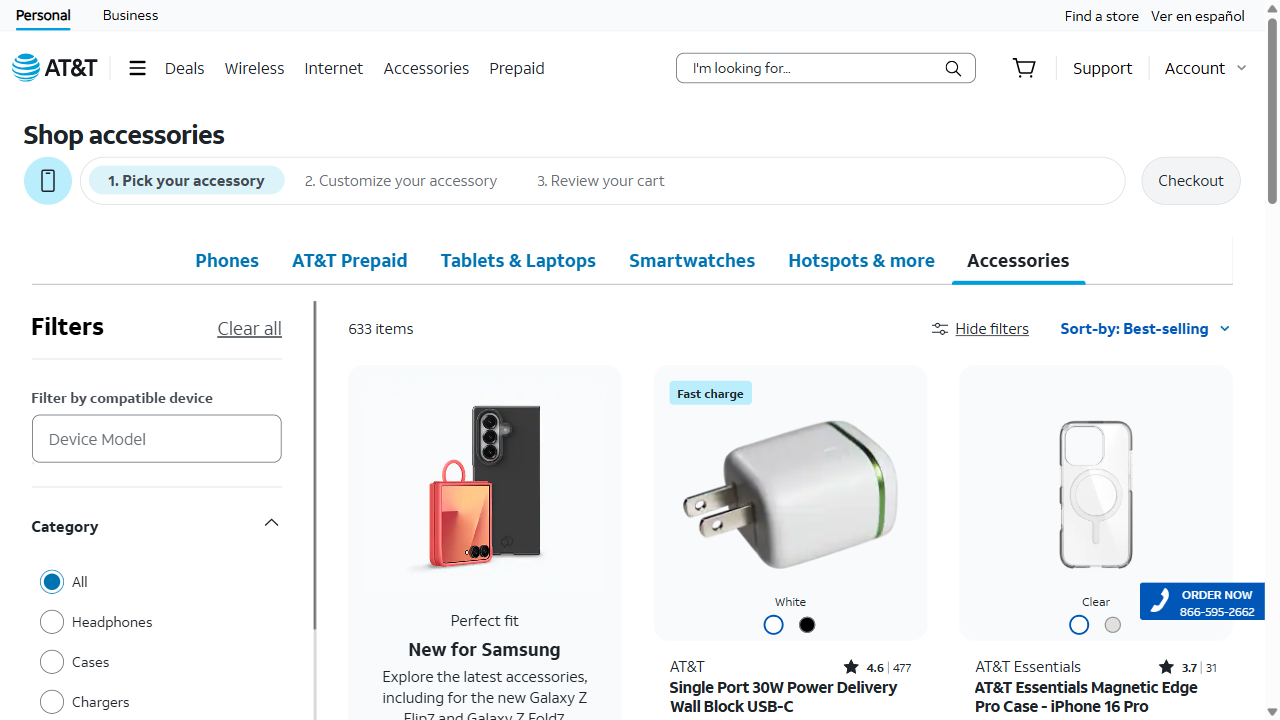 Personal
Business
Find a store
Ver en español
AT&T
Deals
Wireless
Internet
Accessories
Prepaid
I'm looking for...
Support
Account
Shop accessories
1. Pick your accessory
2. Customize your accessory
3. Review your cart
Checkout
Phones
AT&T Prepaid
Tablets & Laptops
Smartwatches
Hotspots & more
Accessories
Filters
Clear all
633 items
Hide filters
Sort-by: Best-selling
Filter by compatible device
Device Model
Category
All
Headphones
Cases
Chargers
Perfect fit
New for Samsung
Explore the latest accessories,
including for the new Galaxy Z
Flip7 and Galaxy Z Fold7
Fast charge
White
AT&T
4.6 | 477
Single Port 30W Power Delivery
Wall Block USB-C
Clear
AT&T Essentials
3.7 | 31
AT&T Essentials Magnetic Edge
Pro Case - iPhone 16 Pro
ORDER NOW
866-595-2662